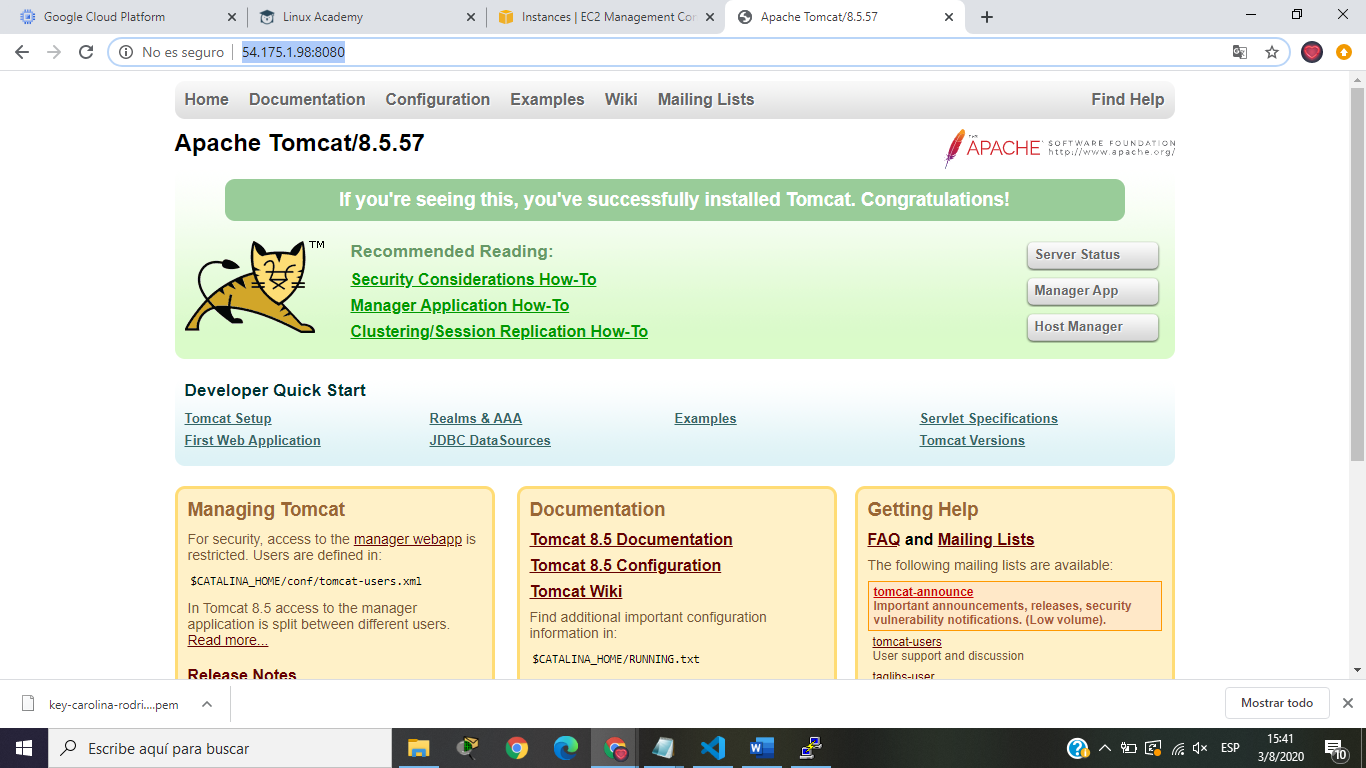 Google Cloud Platform
Linux Academy
Instances | EC2 Management Con
Apache Tomcat/8.5.57
No es seguro
54.175.1.98:8080
Home Documentation Configuration Examples Wiki Mailing Lists Find Help
Apache Tomcat/8.5.57
THE
APACHE SOFTWARE FOUNDATION
http://www.apache.org/
If you're seeing this, you've successfully installed Tomcat. Congratulations!
TM
Recommended Reading:
Security Considerations How-To
Manager Application How-To
Clustering/Session Replication How-To
Server Status
Manager App
Host Manager
Developer Quick Start
Tomcat Setup
First Web Application
Realms & AAA
JDBC DataSources
Examples
Servlet Specifications
Tomcat Versions
Managing Tomcat
For security, access to the manager webapp is
restricted. Users are defined in:
$CATALINA_HOME/conf/tomcat-users.xml
In Tomcat 8.5 access to the manager
application is split between different users.
Read more...
Release Notes
Documentation
Tomcat 8.5 Documentation
Tomcat 8.5 Configuration
Tomcat Wiki
Find additional important configuration
information in:
$CATALINA_HOME/RUNNING.txt
Getting Help
FAQ and Mailing Lists
The following mailing lists are available:
tomcat-announce
Important announcements, releases, security
vulnerability notifications. (Low volume).
tomcat-users
User support and discussion
taglibs-user
key-carolina-rodri....pem
Mostrar todo
Escribe aquí para buscar
ESP
15:41
3/8/2020
10